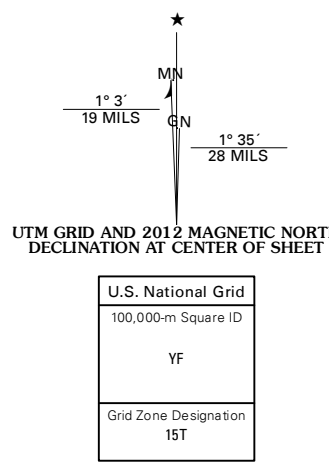 ★
MN
1° 3´
19 MILS
GN
1° 35´
28 MILS
UTM GRID AND 2012 MAGNETIC NORT
DECLINATION AT CENTER OF SHEET
U.S. National Grid
100,000-m Square ID
YF
Grid Zone Designation
15T